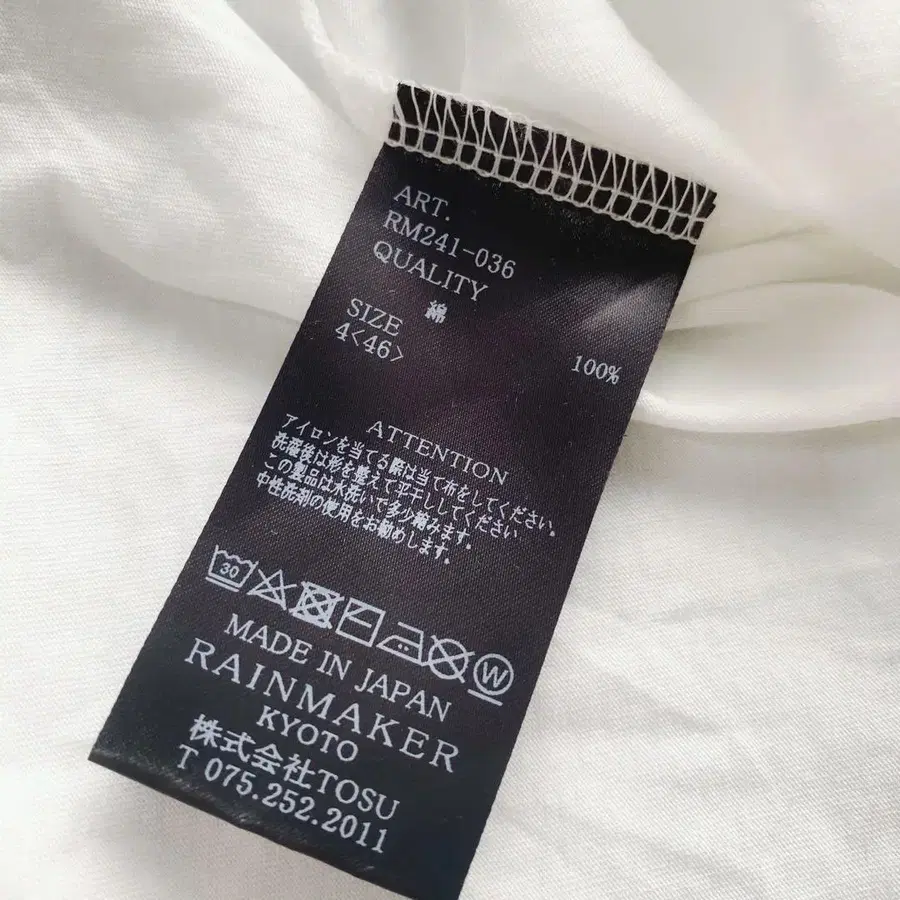 ART.
RM241-036
QUALITY
綿 100%
SIZE
4<46>
ATTENTION
アイロンを当てる際は当て布をしてください。
洗濯後は形を整えて平干ししてください
この製品は水洗いで多少縮みます。
中性洗剤の使用をお勧めします。
30
W
MADE IN JAPAN
RAINMAKER
KYOTO
株式会社TOSU
T 075.252.2011